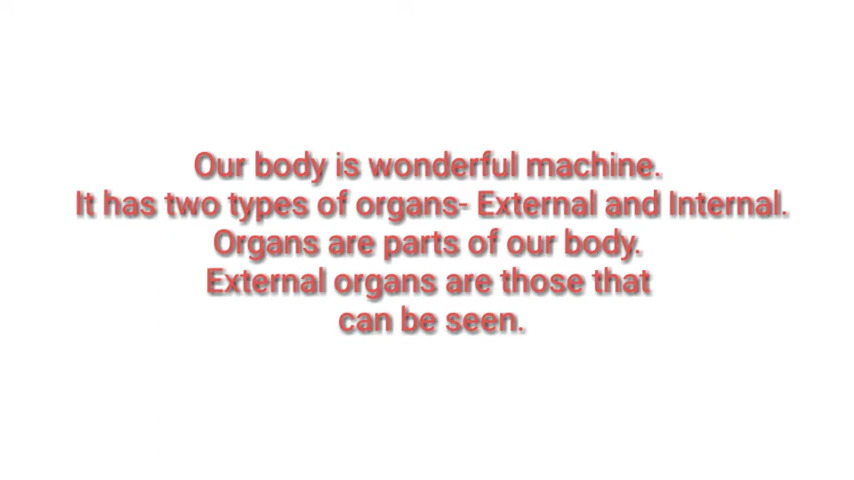 Our body is wonderful machine.
It has two types of organs- External and Internal.
Organs are parts of our body.
External organs are those that
can be seen.